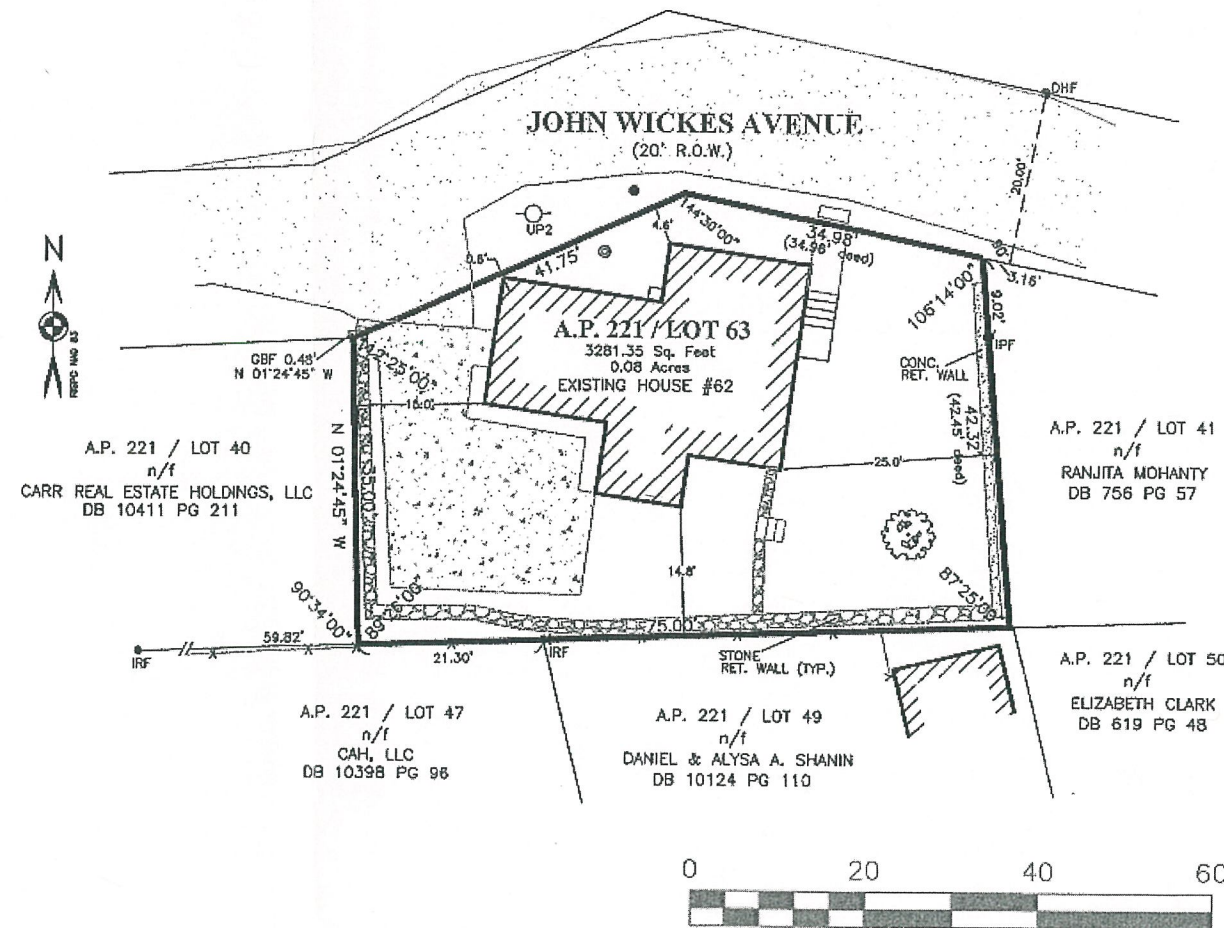 DHF
JOHN WICKES AVENUE
(20' R.O.W.)
20.00'
N
UP2
4.6'
144°30'00"
34.98'
(34.96' deed)
90°
3.16'
0.6'
41.75'
106°14'00"
9.02'
A.P. 221 / LOT 63
3281.35 Sq. Feet
0.08 Acres
EXISTING HOUSE #62
IPF
CONC.
RET. WALL
GBF 0.48'
N 01°24'45" W
112°25'00"
16.0'
42.32'
(42.45' deed)
A.P. 221 / LOT 40
n/f
CARR REAL ESTATE HOLDINGS, LLC
DB 10411 PG 211
N 01°24'45" W
35.00'
25.0'
A.P. 221 / LOT 41
n/f
RANJITA MOHANTY
DB 756 PG 57
14.8'
90°34'00"
89°26'00"
87°25'00"
59.82'
IRF
21.30'
IRF
75.00'
STONE
RET. WALL (TYP.)
A.P. 221 / LOT 50
n/f
ELIZABETH CLARK
DB 619 PG 48
A.P. 221 / LOT 47
n/f
CAH, LLC
DB 10398 PG 96
A.P. 221 / LOT 49
n/f
DANIEL & ALYSA A. SHANIN
DB 10124 PG 110
0 20 40 60